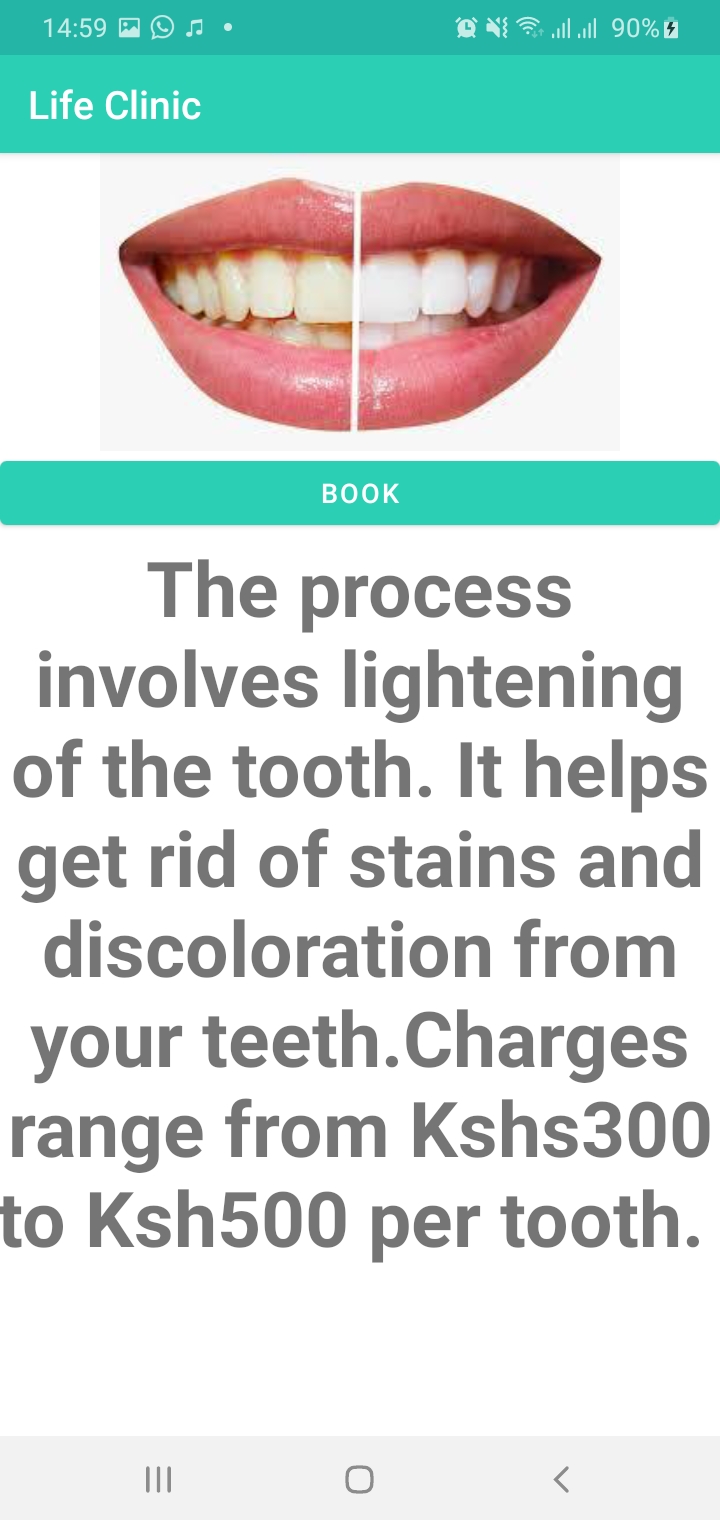 14:59
90%
Life Clinic
BOOK
The process
involves lightening
of the tooth. It helps
get rid of stains and
discoloration from
your teeth.Charges
range from Kshs300
to Ksh500 per tooth.